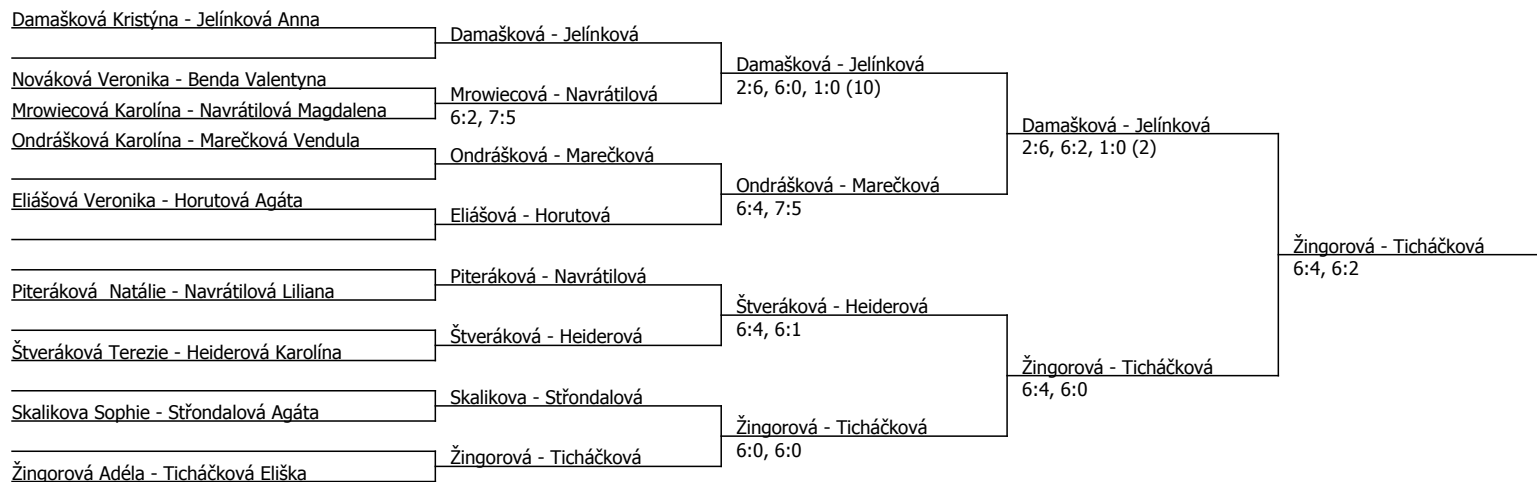 Damašková Kristýna - Jelínková Anna
Nováková Veronika - Benda Valentyna
Mrowiecová Karolína - Navrátilová Magdalena
Ondrášková Karolína - Marečková Vendula
Eliášová Veronika - Horutová Agáta
Piteráková  Natálie - Navrátilová Liliana
Štveráková Terezie - Heiderová Karolína
Skalikova Sophie - Střondalová Agáta
Žingorová Adéla - Ticháčková Eliška
Damašková - Jelínková
Mrowiecová - Navrátilová
6:2, 7:5
Ondrášková - Marečková
Eliášová - Horutová
Piteráková - Navrátilová
Štveráková - Heiderová
Skalikova - Střondalová
Žingorová - Ticháčková
Damašková - Jelínková
2:6, 6:0, 1:0 (10)
Ondrášková - Marečková
6:4, 7:5
Štveráková - Heiderová
6:4, 6:1
Žingorová - Ticháčková
6:0, 6:0
Damašková - Jelínková
2:6, 6:2, 1:0 (2)
Žingorová - Ticháčková
6:4, 6:0
Žingorová - Ticháčková
6:4, 6:2